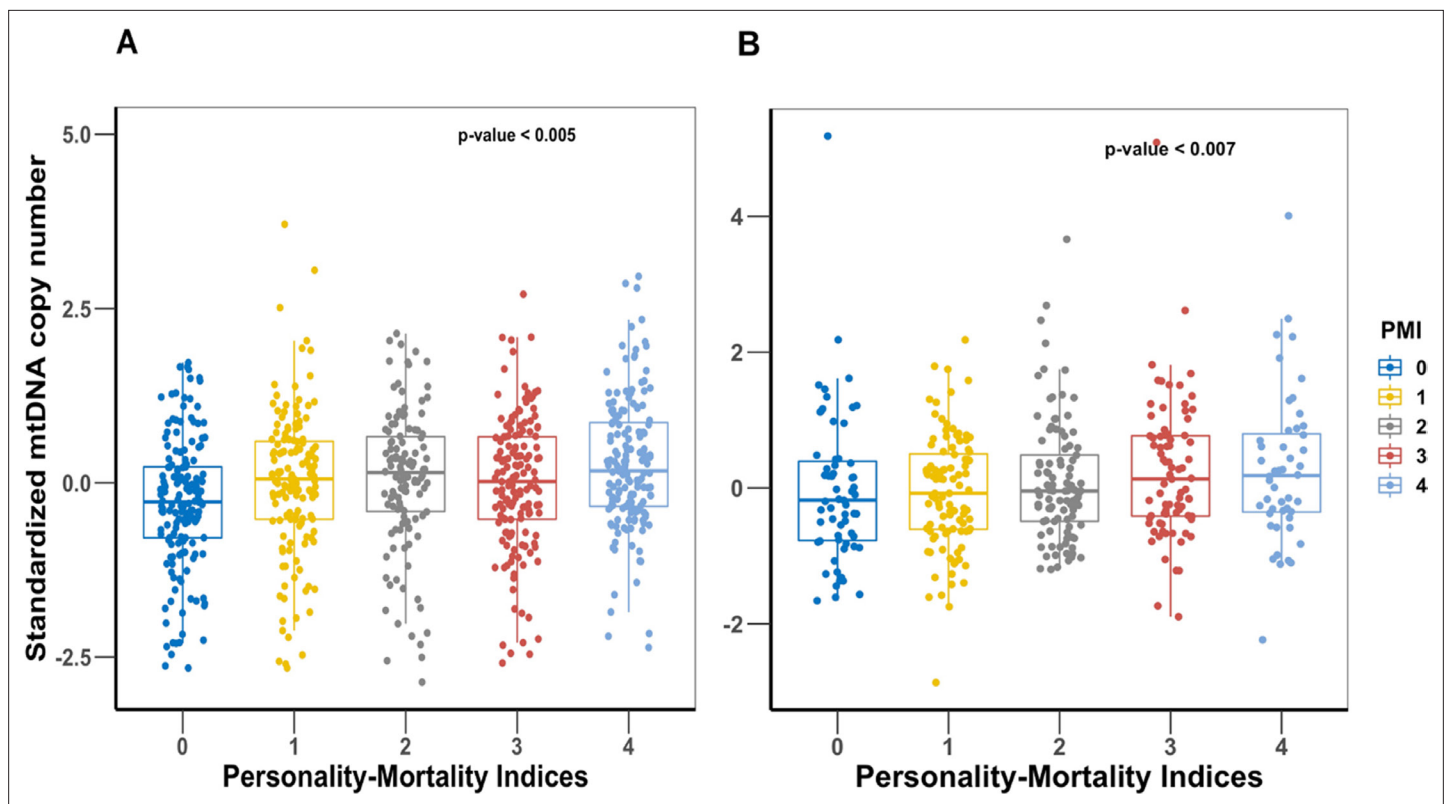 A
B
p-value < 0.005
p-value < 0.007
Standardized mtDNA copy number
5.0
2.5
0.0
-2.5
4
2
0
-2
0 1 2 3 4
0 1 2 3 4
Personality-Mortality Indices
Personality-Mortality Indices
PMI
0
1
2
3
4